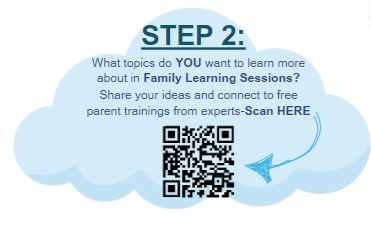 STEP 2:
What topics do YOU want to learn more
about in Family Learning Sessions?
Share your ideas and connect to free
parent trainings from experts-Scan HERE